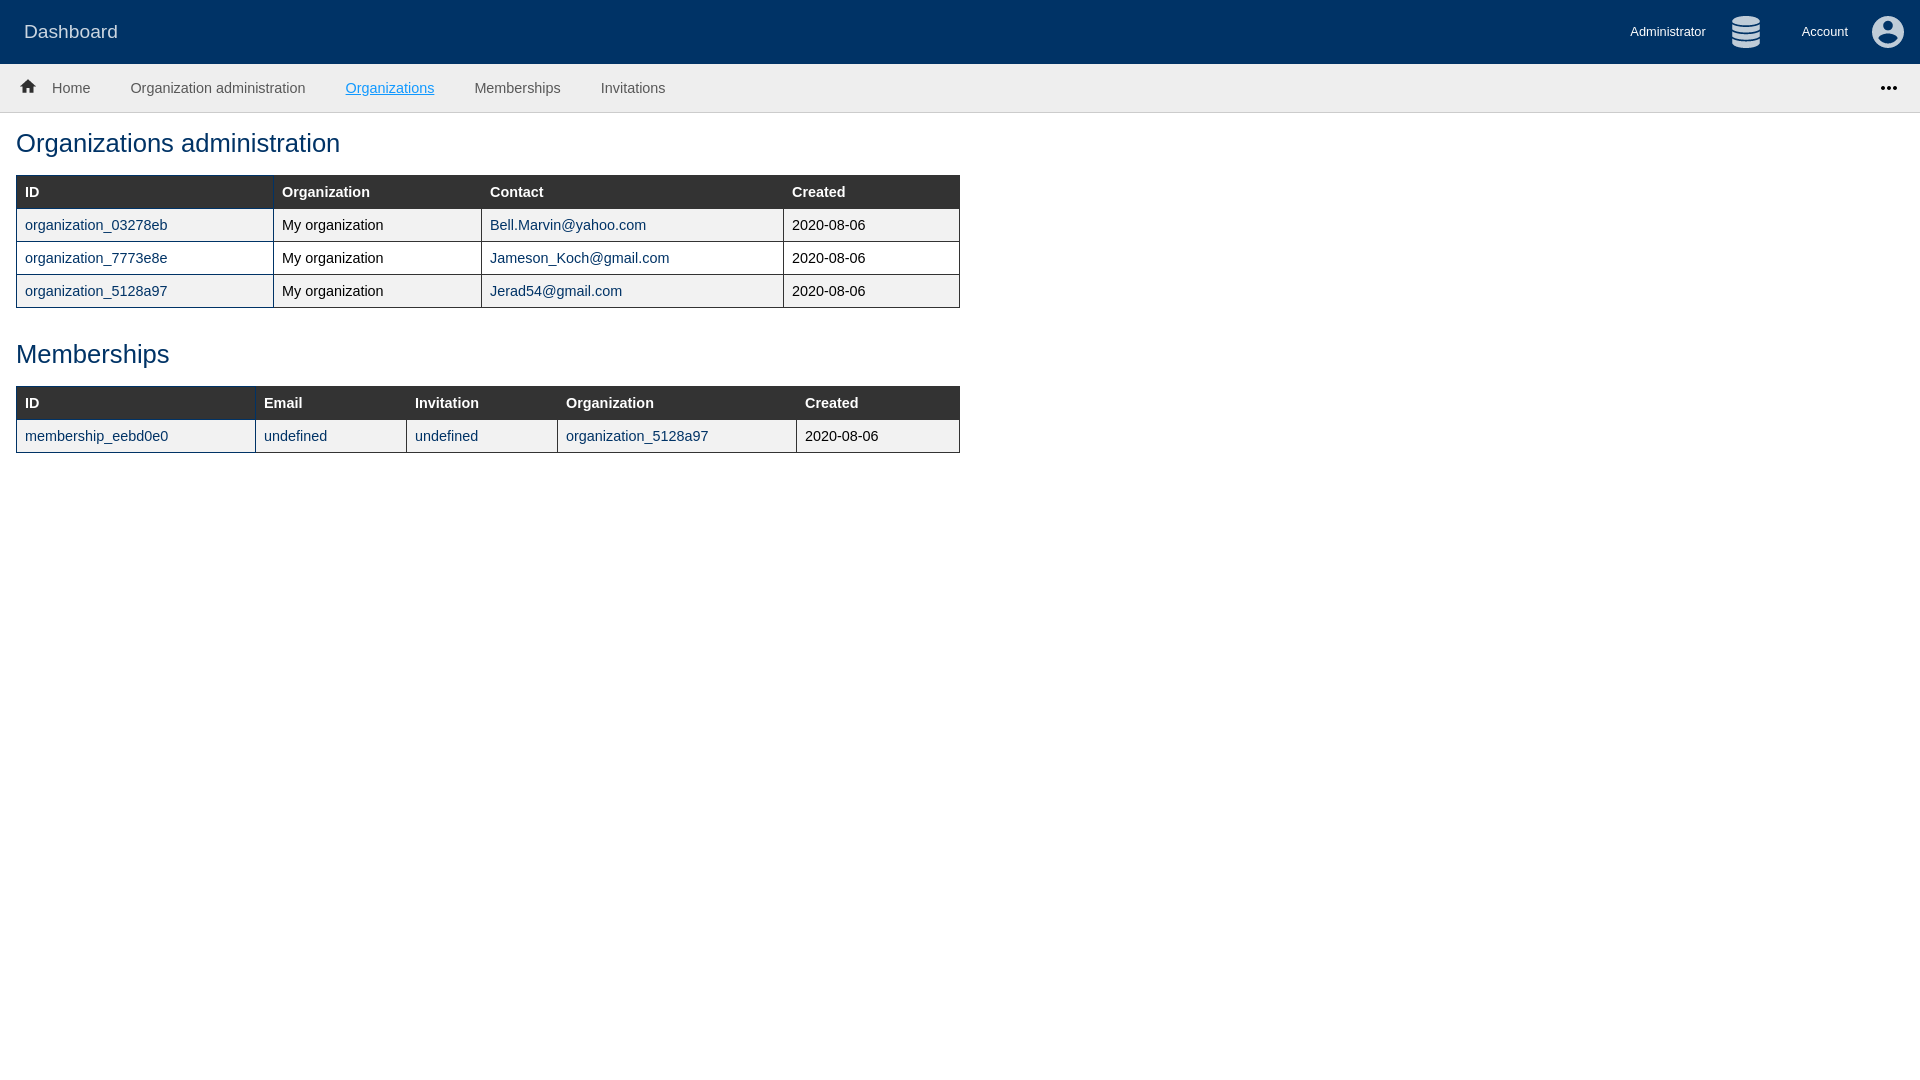 Dashboard Administrator Account
Home Organization administration Organizations Memberships Invitations
Organizations administration
ID Organization Contact Created
organization_03278eb My organization Bell.Marvin@yahoo.com 2020-08-06
organization_7773e8e My organization Jameson_Koch@gmail.com 2020-08-06
organization_5128a97 My organization Jerad54@gmail.com 2020-08-06
Memberships
ID Email Invitation Organization Created
membership_eebd0e0 undefined undefined organization_5128a97 2020-08-06